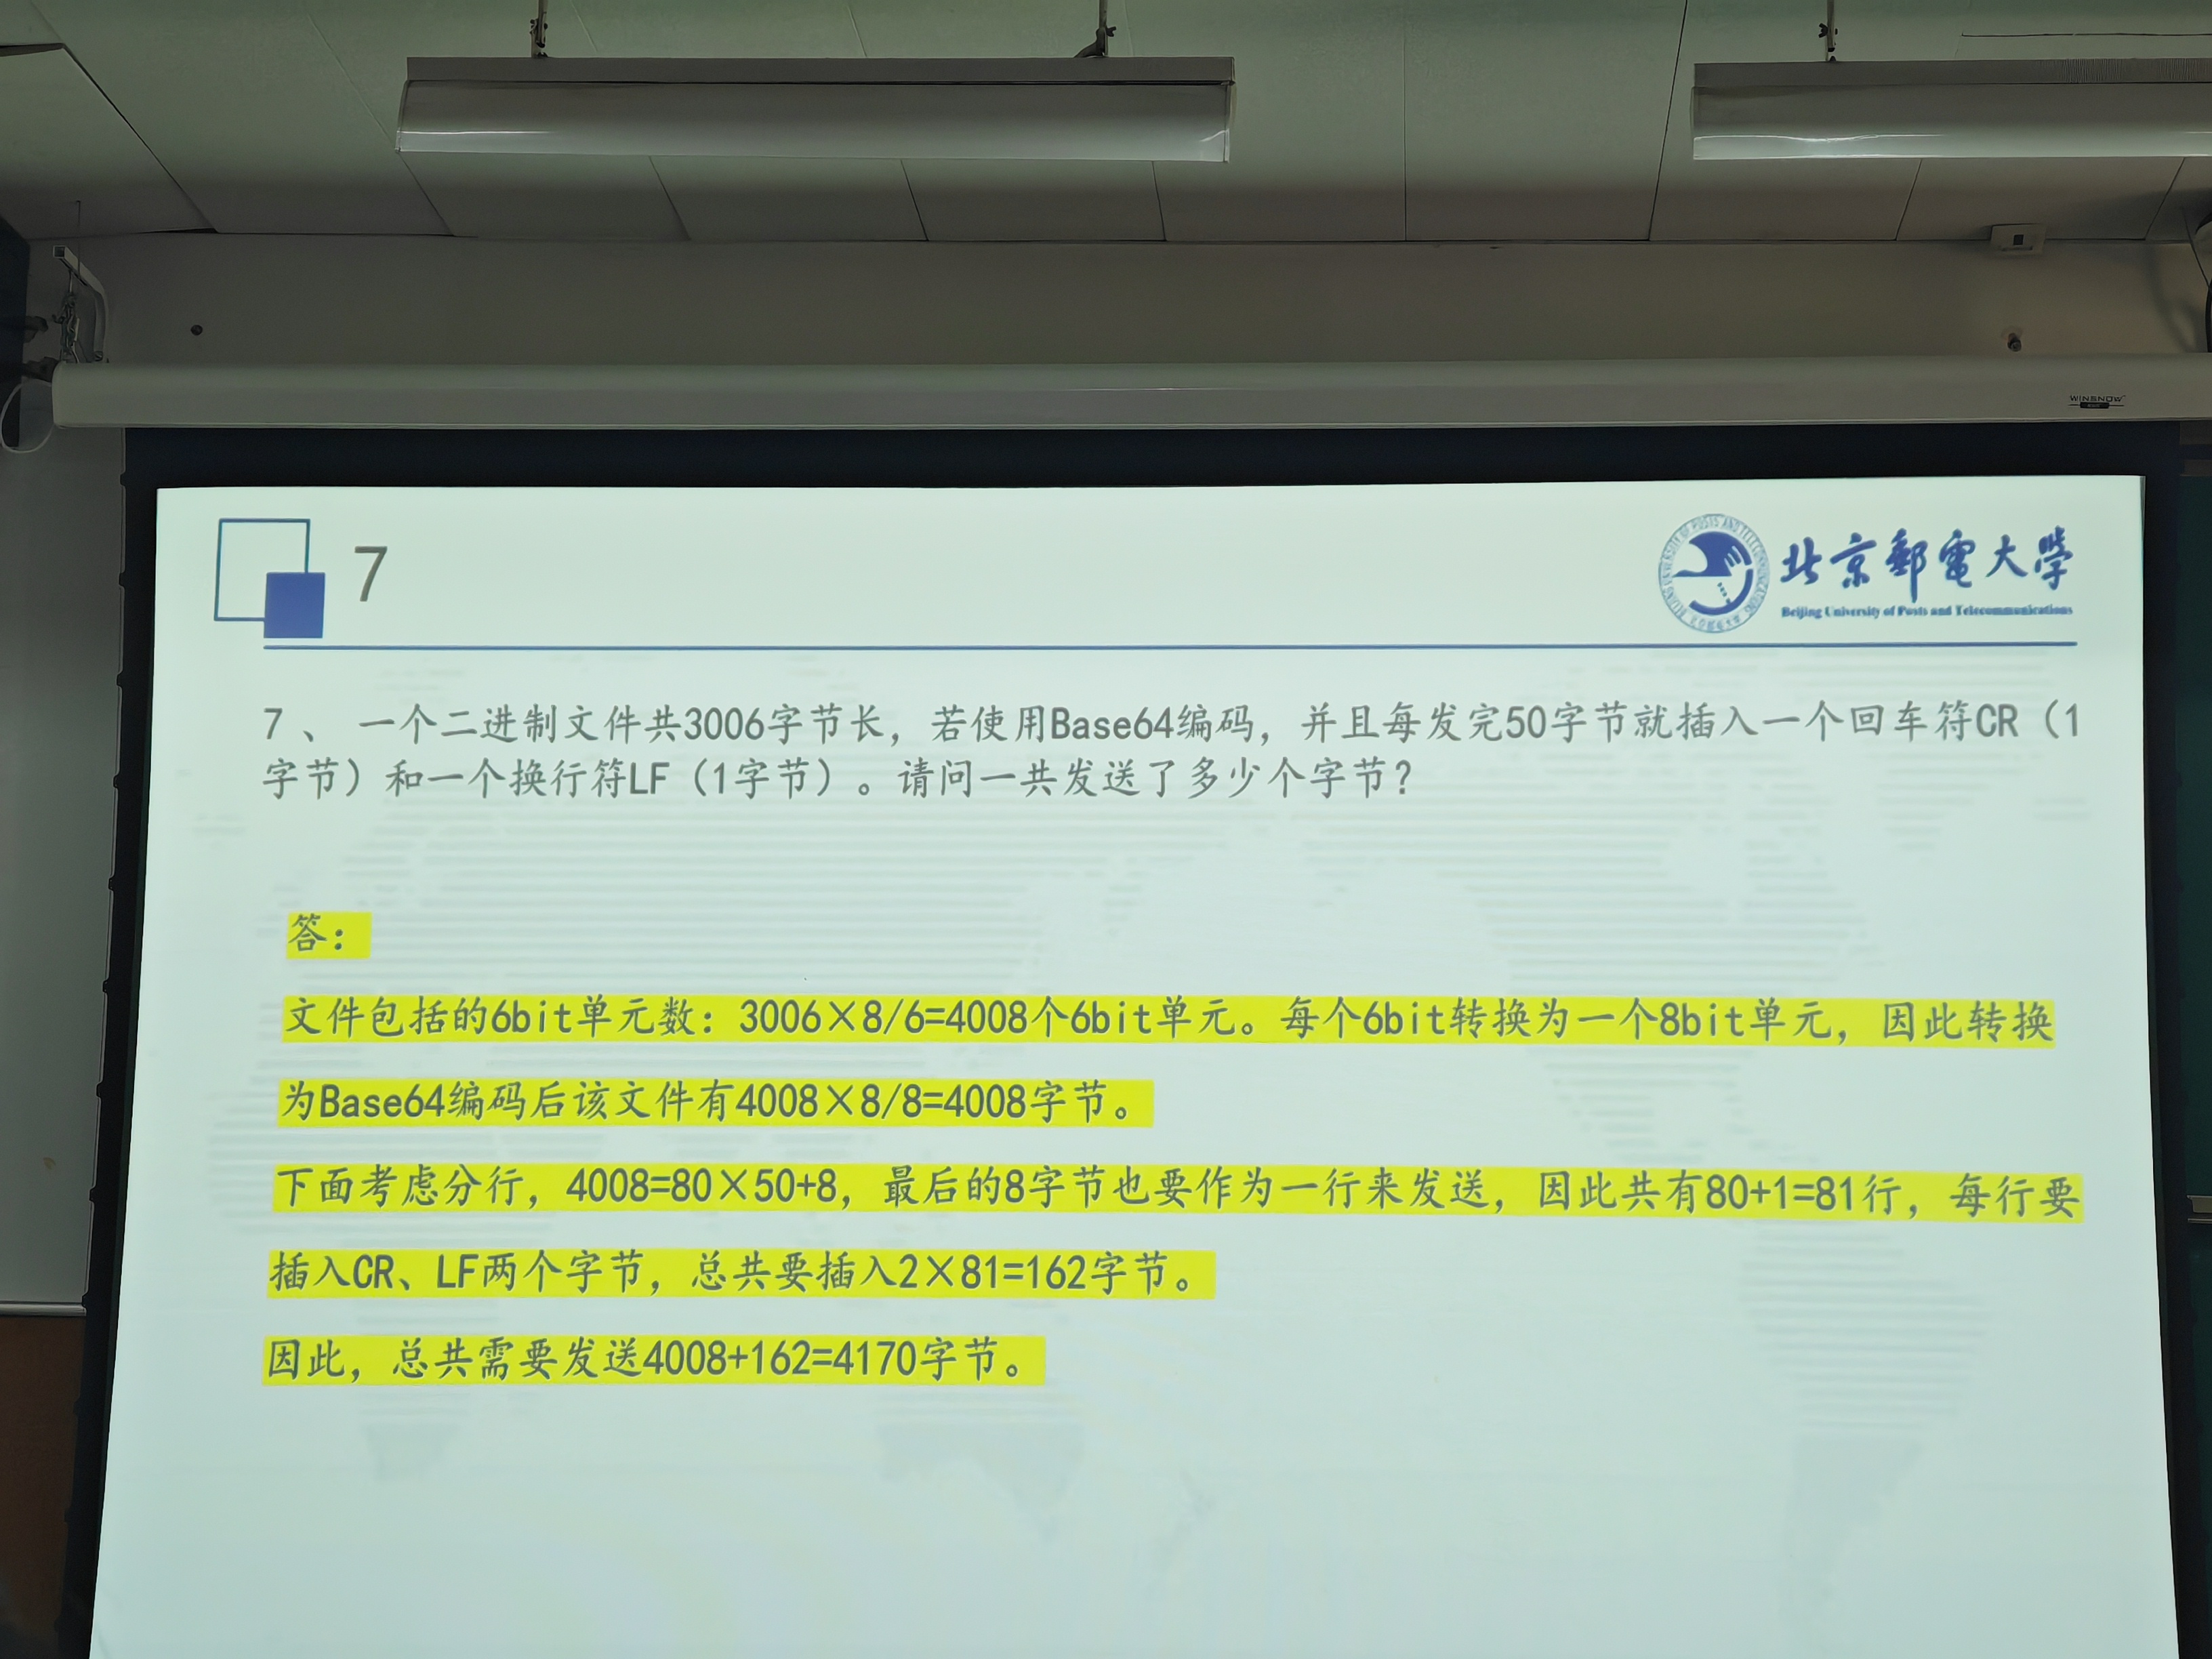 WINSNOW
7
北京郵電大學
Beijing University of Posts and Telecommunications
7、 一个二进制文件共3006字节长，若使用Base64编码，并且每发完50字节就插入一个回车符CR（1
字节）和一个换行符LF（1字节）。请问一共发送了多少个字节？
答：
文件包括的6bit单元数：3006×8/6=4008个6bit单元。每个6bit转换为一个8bit单元，因此转换
为Base64编码后该文件有4008×8/8=4008字节。
下面考虑分行，4008=80×50+8，最后的8字节也要作为一行来发送，因此共有80+1=81行，每行要
插入CR、LF两个字节，总共要插入2×81=162字节。
因此，总共需要发送4008+162=4170字节。